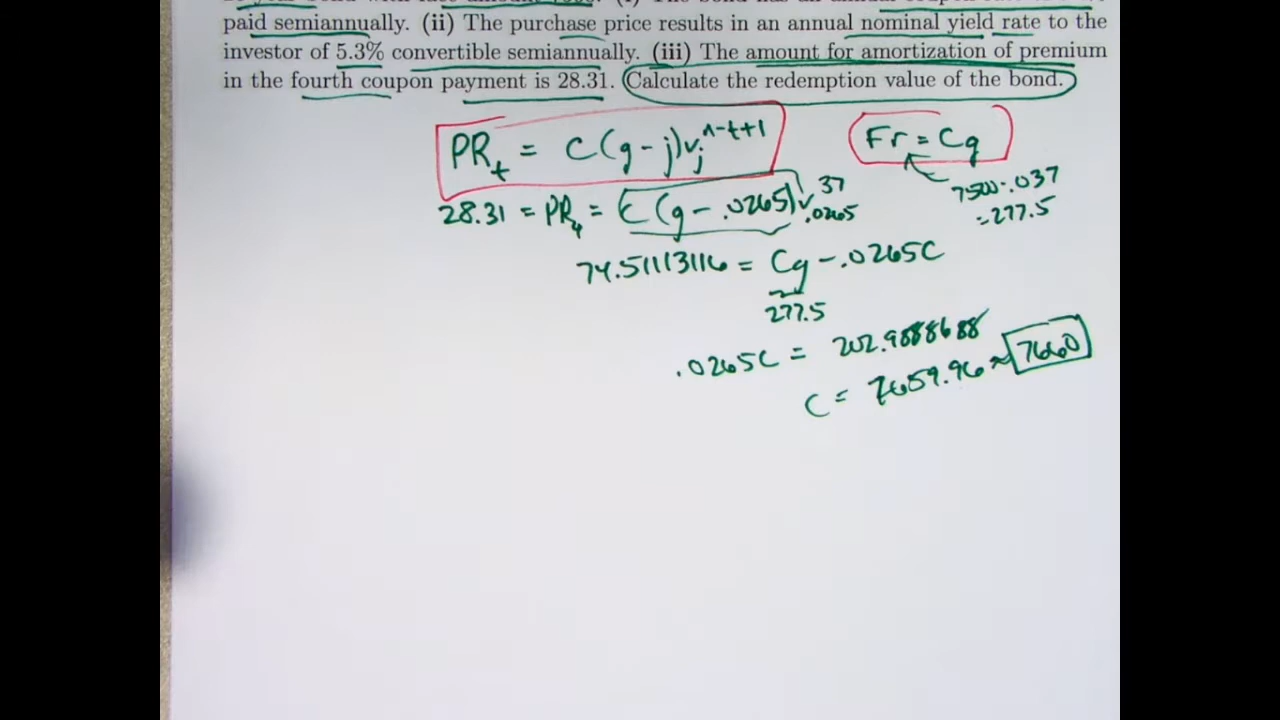 paid semiannually. (ii) The purchase price results in an annual nominal yield rate to the
investor of 5.3% convertible semiannually. (iii) The amount for amortization of premium
in the fourth coupon payment is 28.31. Calculate the redemption value of the bond.
PR_t = C(g-j)v_j^{n-t+1}
Fr = Cg
7500·.037
=277.5
28.31 = PR_4 = C(g-.0265)v_{.0265}^{37}
74.51113116 = Cg - .0265C
277.5
.0265C = 202.9888688
C = 7659.96 ≈ 7660